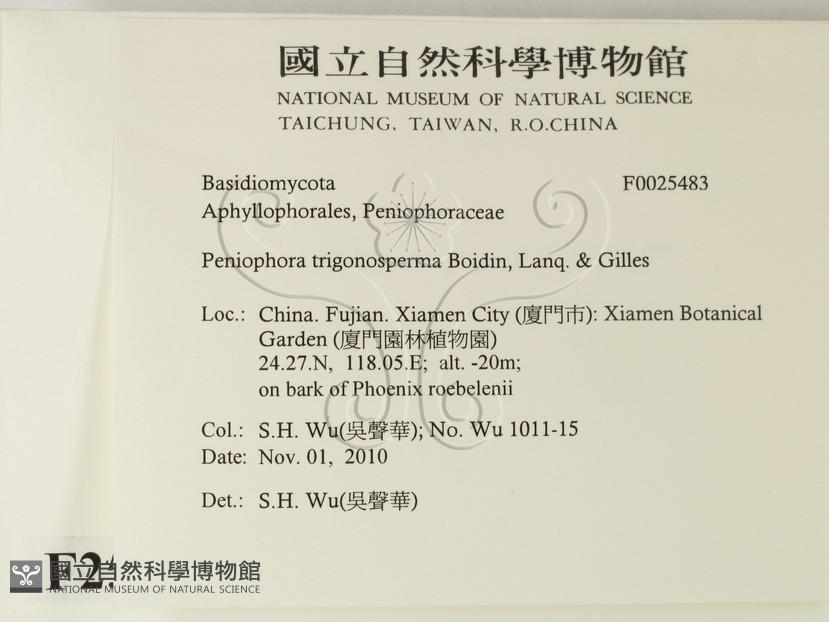 國立自然科學博物館
NATIONAL MUSEUM OF NATURAL SCIENCE
TAICHUNG, TAIWAN, R.O.CHINA
Basidiomycota F0025483
Aphyllophorales, Peniophoraceae
Peniophora trigonosperma Boidin, Lanq. & Gilles
Loc.: China. Fujian. Xiamen City (廈門市): Xiamen Botanical
Garden (廈門園林植物園)
24.27.N, 118.05.E; alt. -20m;
on bark of Phoenix roebelenii
Col.: S.H. Wu(吳聲華); No. Wu 1011-15
Date: Nov. 01, 2010
Det.: S.H. Wu(吳聲華)
國立自然科學博物館
NATIONAL MUSEUM OF NATURAL SCIENCE